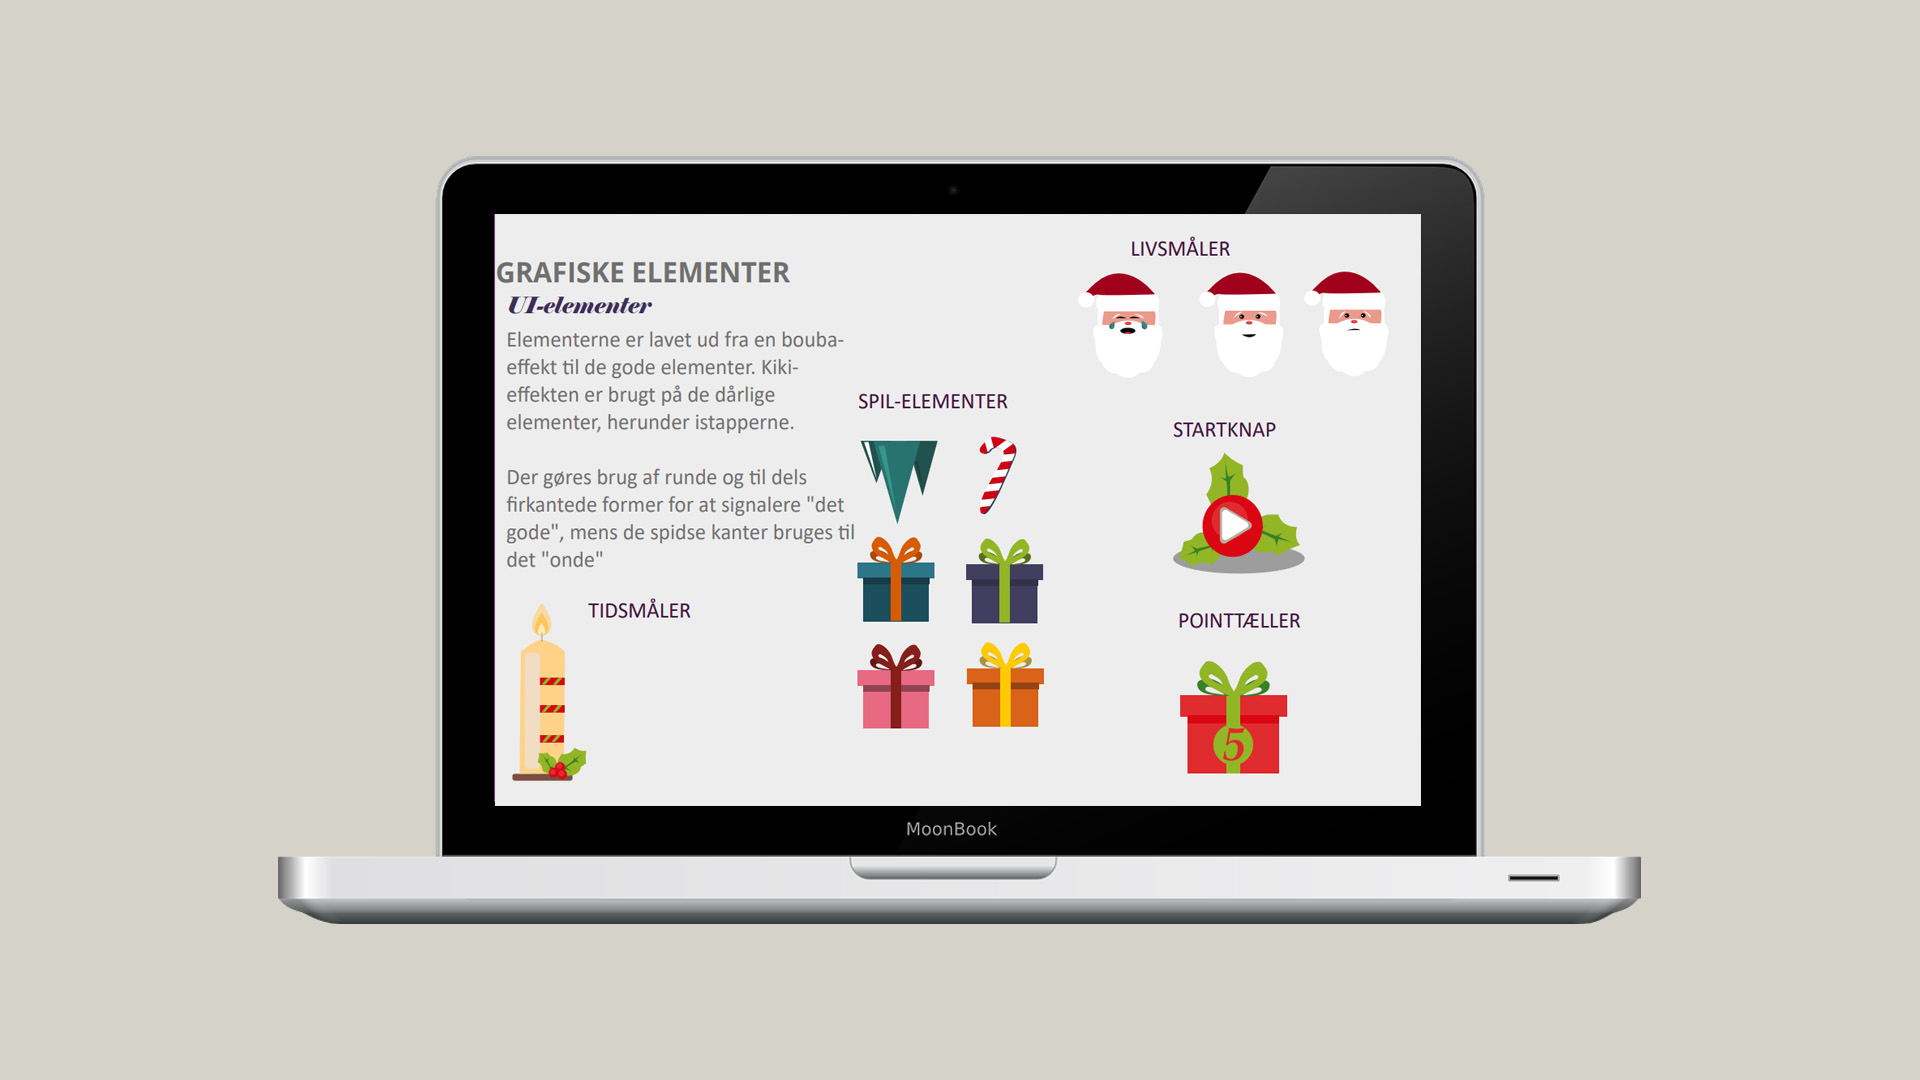 GRAFISKE ELEMENTER
UI-elementer
Elementerne er lavet ud fra en bouba-
effekt til de gode elementer. Kiki-
effekten er brugt på de dårlige
elementer, herunder istapperne.
Der gøres brug af runde og til dels
firkantede former for at signalere "det
gode", mens de spidse kanter bruges til
det "onde"
TIDSMÅLER
SPIL-ELEMENTER
LIVSMÅLER
STARTKNAP
POINTTÆLLER
5
MoonBook